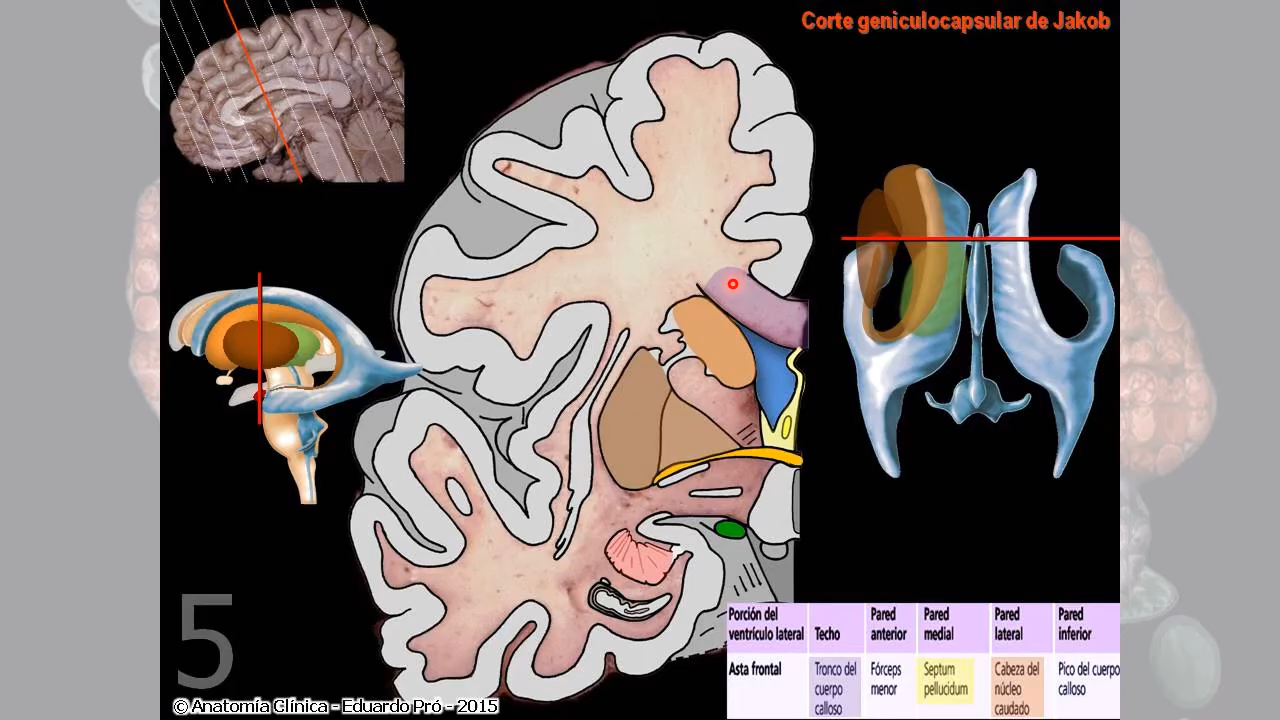 Corte geniculocapsular de Jakob
5
Porción del ventrículo lateral
Techo
Pared anterior
Pared medial
Pared lateral
Pared inferior
Asta frontal
Tronco del cuerpo calloso
Fórceps menor
Septum pellucidum
Cabeza del núcleo caudado
Pico del cuerpo calloso
© Anatomía Clínica - Eduardo Pró - 2015